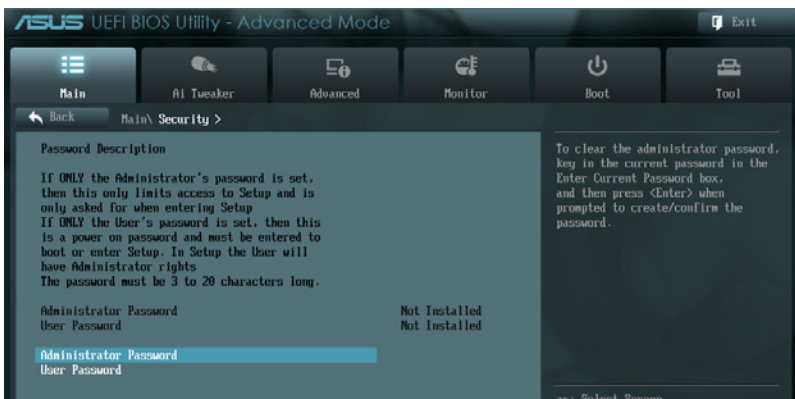 ASUS UEFI BIOS Utility - Advanced Mode
Exit
Main
Ai Tweaker
Advanced
Monitor
Boot
Tool
Back
Main\ Security >
Password Description
If ONLY the Administrator's password is set,
then this only limits access to Setup and is
only asked for when entering Setup
If ONLY the User's password is set, then this
is a power on password and must be entered to
boot or enter Setup. In Setup the User will
have Administrator rights
The password must be 3 to 20 characters long.
Administrator Password Not Installed
User Password Not Installed
Administrator Password
User Password
To clear the administrator password,
key in the current password in the
Enter Current Password box,
and then press <Enter> when
prompted to create/confirm the
password.
Select Screen